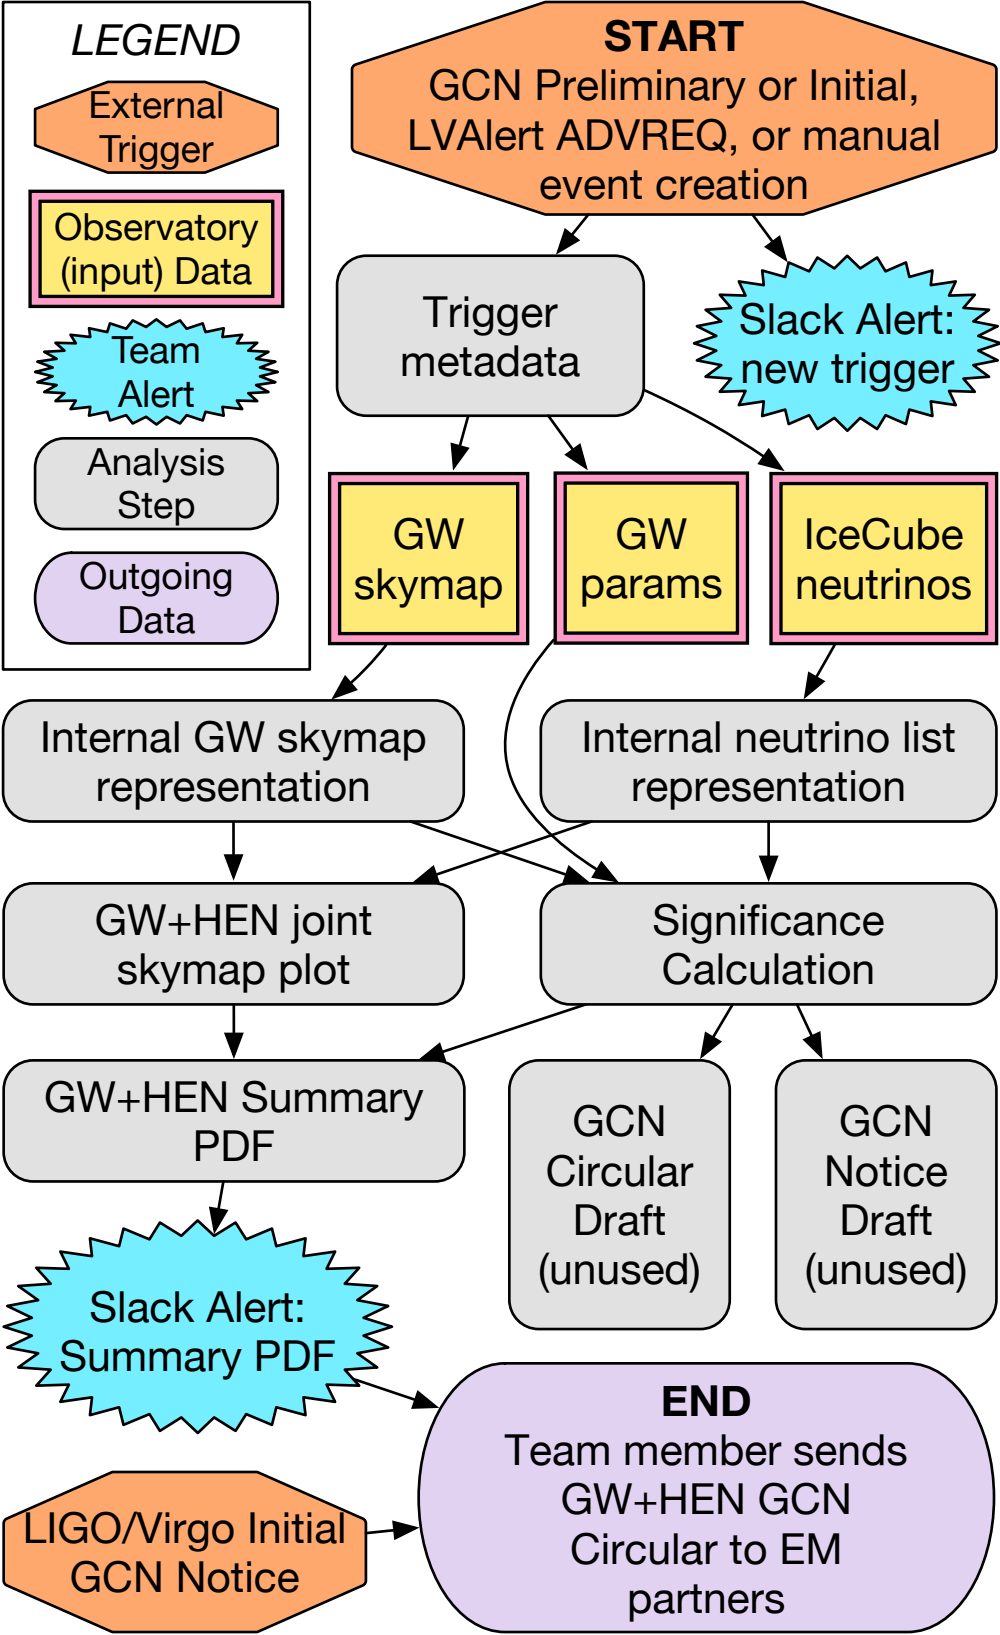 LEGEND
External
Trigger
Observatory
(input) Data
Team
Alert
Analysis
Step
Outgoing
Data
START
GCN Preliminary or Initial,
LVAlert ADVREQ, or manual
event creation
Trigger
metadata
Slack Alert:
new trigger
GW
skymap
GW
params
IceCube
neutrinos
Internal GW skymap
representation
Internal neutrino list
representation
GW+HEN joint
skymap plot
Significance
Calculation
GW+HEN Summary
PDF
GCN
Circular
Draft
(unused)
GCN
Notice
Draft
(unused)
Slack Alert:
Summary PDF
END
Team member sends
GW+HEN GCN
Circular to EM
partners
LIGO/Virgo Initial
GCN Notice